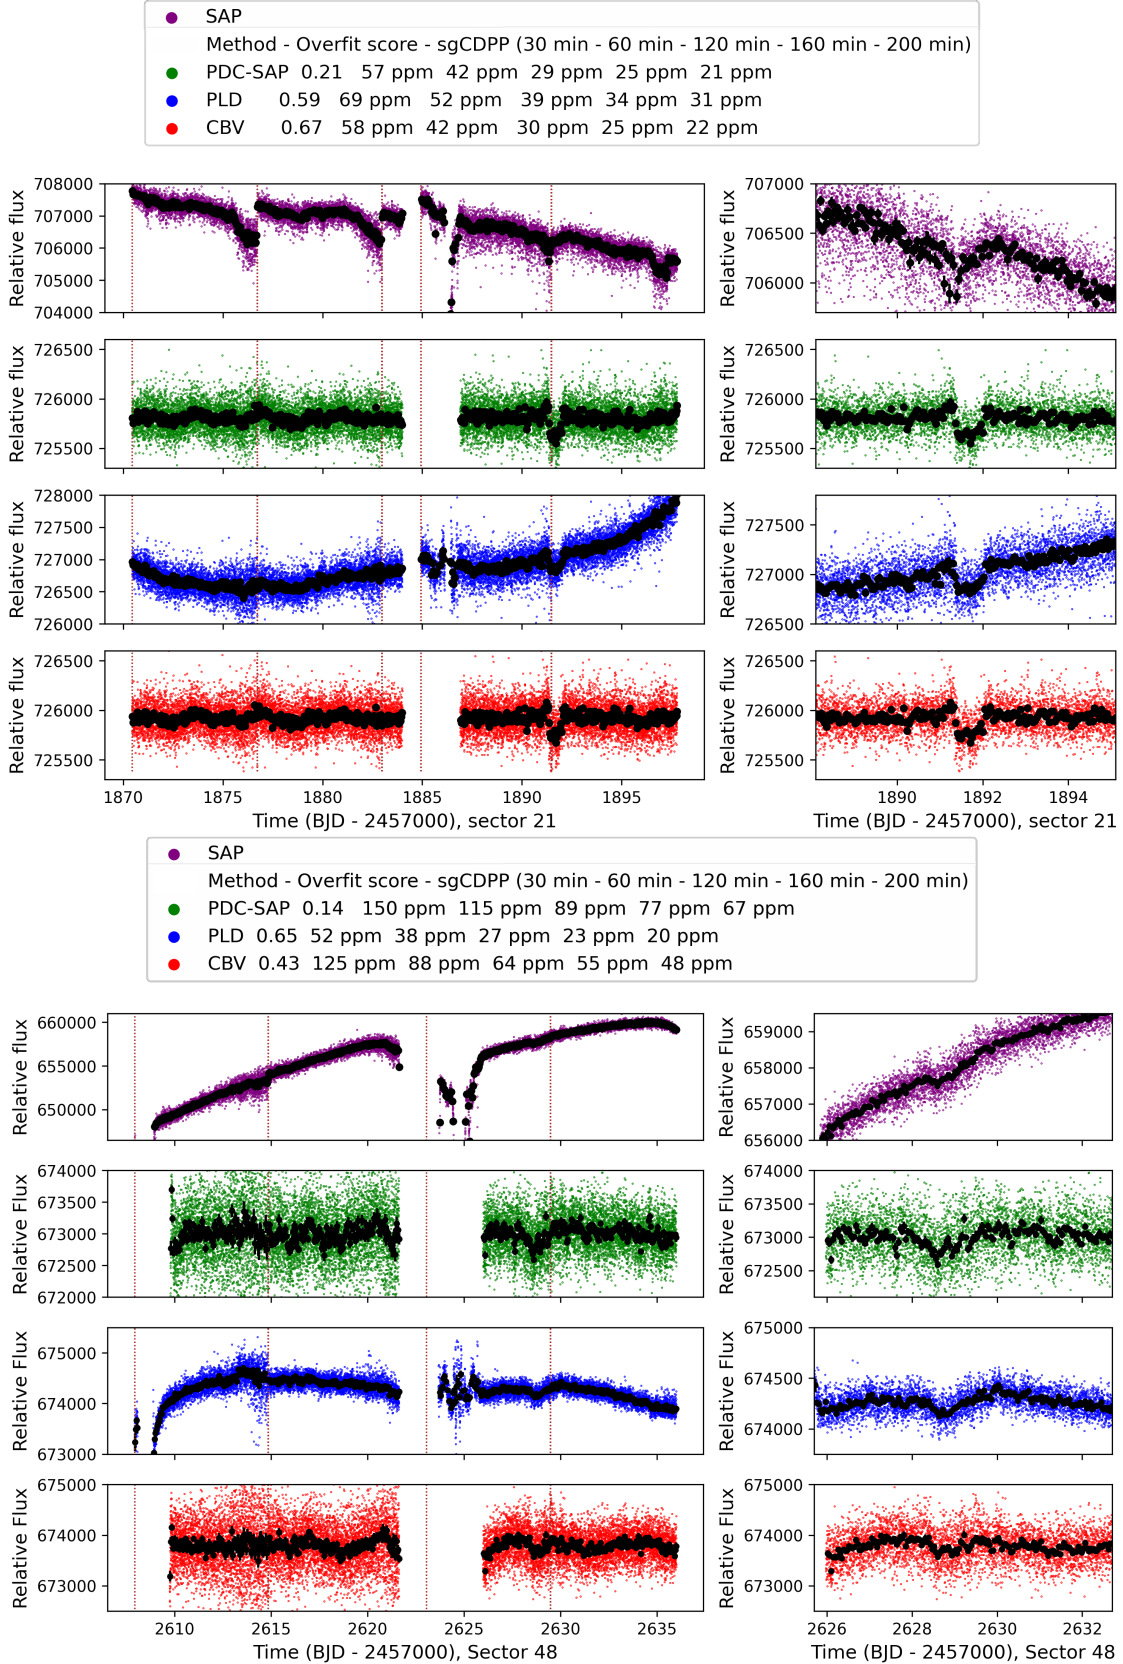 SAP
Method - Overfit score - sgCDPP (30 min - 60 min - 120 min - 160 min - 200 min)
PDC-SAP 0.21 57 ppm 42 ppm 29 ppm 25 ppm 21 ppm
PLD 0.59 69 ppm 52 ppm 39 ppm 34 ppm 31 ppm
CBV 0.67 58 ppm 42 ppm 30 ppm 25 ppm 22 ppm
Relative flux
708000
707000
706000
705000
704000
Relative flux
707000
706500
706000
Relative flux
726500
726000
725500
Relative flux
726500
726000
725500
Relative flux
728000
727500
727000
726500
726000
Relative flux
727500
727000
726500
Relative flux
726500
726000
725500
Relative flux
726500
726000
725500
1870 1875 1880 1885 1890 1895
Time (BJD - 2457000), sector 21
1890 1892 1894
Time (BJD - 2457000), sector 21
SAP
Method - Overfit score - sgCDPP (30 min - 60 min - 120 min - 160 min - 200 min)
PDC-SAP 0.14 150 ppm 115 ppm 89 ppm 77 ppm 67 ppm
PLD 0.65 52 ppm 38 ppm 27 ppm 23 ppm 20 ppm
CBV 0.43 125 ppm 88 ppm 64 ppm 55 ppm 48 ppm
Relative flux
660000
655000
650000
Relative Flux
659000
658000
657000
656000
Relative Flux
674000
673500
673000
672500
672000
Relative Flux
674000
673500
673000
672500
Relative Flux
675000
674000
673000
Relative Flux
675000
674500
674000
Relative Flux
675000
674000
673000
Relative Flux
675000
674000
673000
2610 2615 2620 2625 2630 2635
Time (BJD - 2457000), Sector 48
2626 2628 2630 2632
Time (BJD - 2457000), Sector 48